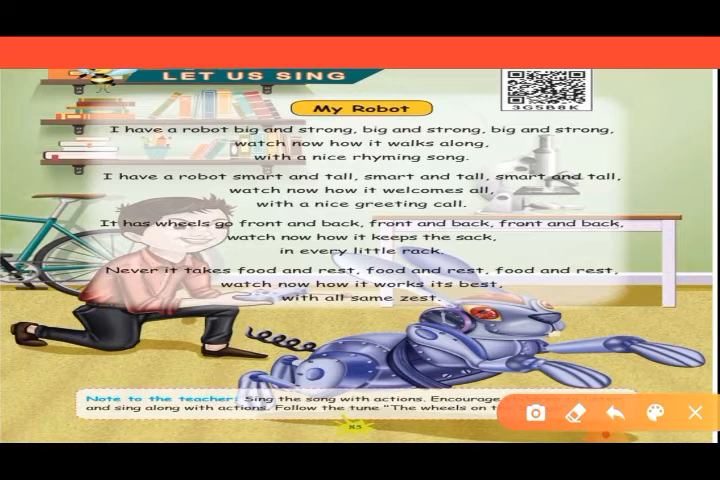 LET US SING
3G5B8K
My Robot
I have a robot big and strong, big and strong, big and strong,
watch now how it walks along,
with a nice rhyming song.
I have a robot smart and tall, smart and tall, smart and tall,
watch now how it welcomes all,
with a nice greeting call.
It has wheels go front and back, front and back, front and back,
watch now how it keeps the sack,
in every little rack.
Never it takes food and rest, food and rest, food and rest,
watch now how it works its best,
with all same zest.
Note to the teacher: Sing the song with actions. Encourage
and sing along with actions. Follow the tune "The wheels on
85